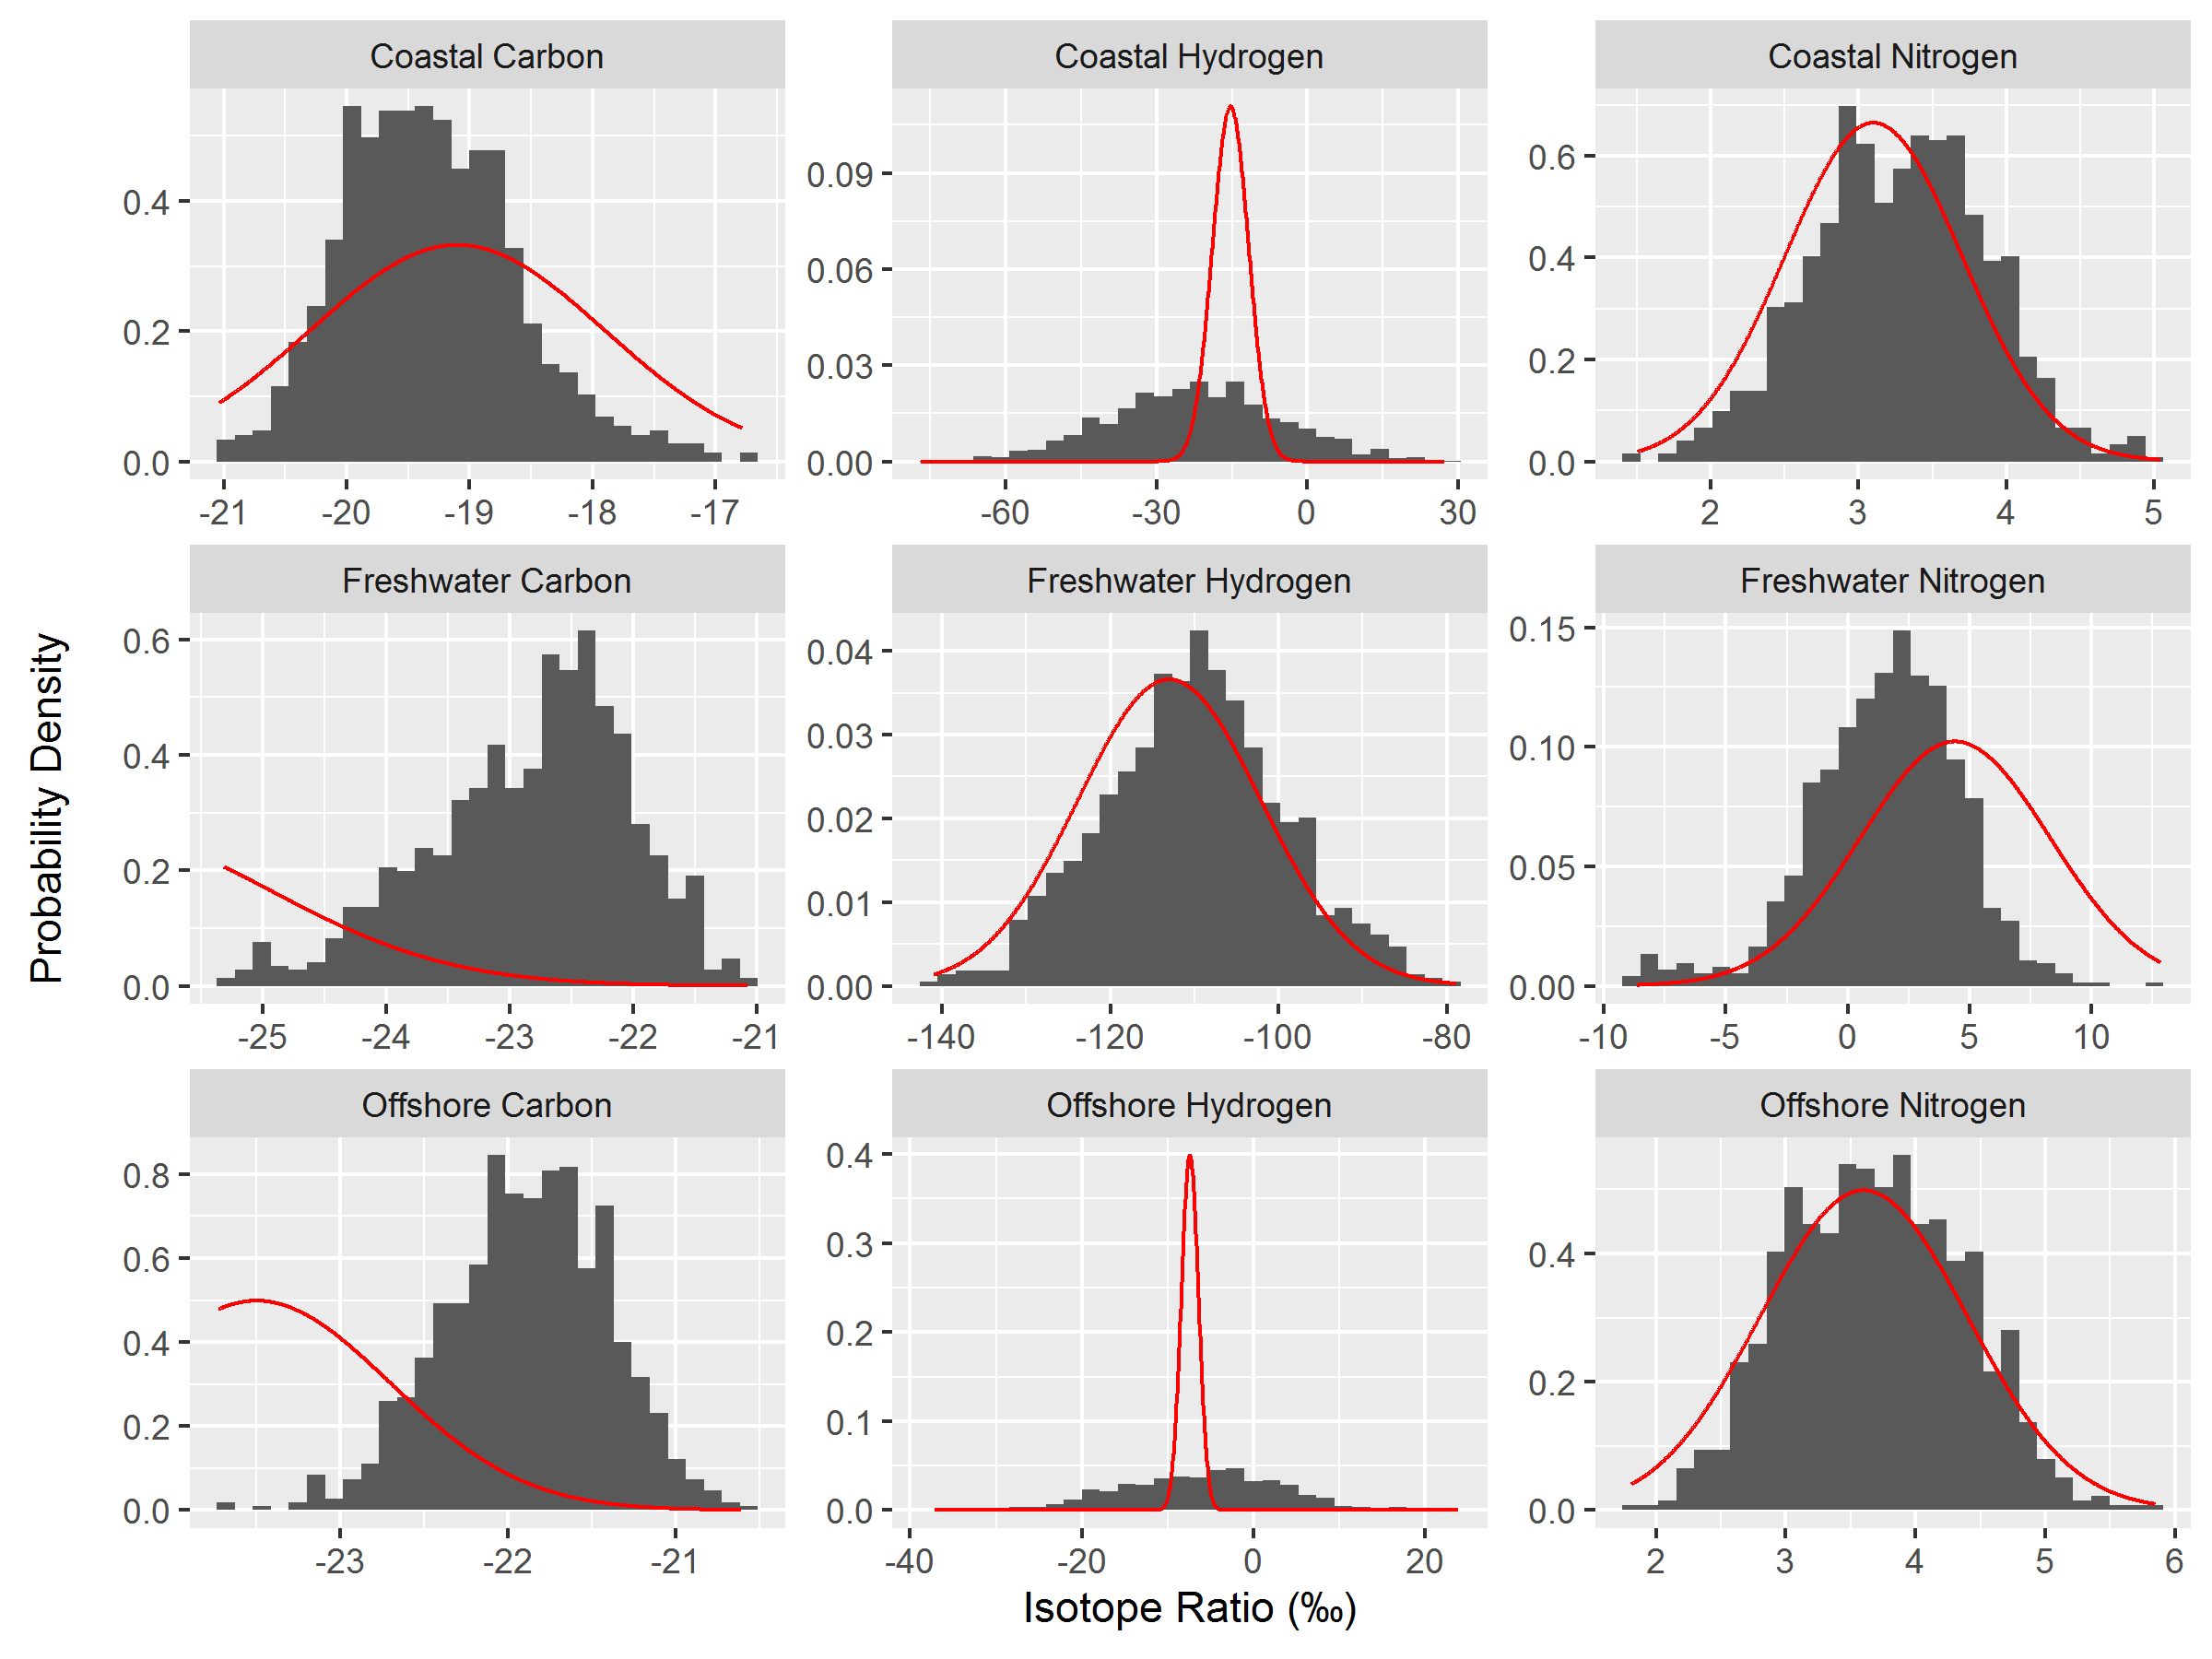 Coastal Carbon Coastal Hydrogen Coastal Nitrogen
0.4 0.2 0.0
-21 -20 -19 -18 -17
0.09 0.06 0.03 0.00
-60 -30 0 30
0.6 0.4 0.2 0.0
2 3 4 5
Freshwater Carbon Freshwater Hydrogen Freshwater Nitrogen
0.6 0.4 0.2 0.0
-25 -24 -23 -22 -21
0.04 0.03 0.02 0.01 0.00
-140 -120 -100 -80
0.15 0.10 0.05 0.00
-10 -5 0 5 10
Offshore Carbon Offshore Hydrogen Offshore Nitrogen
0.8 0.6 0.4 0.2 0.0
-23 -22 -21
0.4 0.3 0.2 0.1 0.0
-40 -20 0 20
0.4 0.2 0.0
2 3 4 5 6
Probability Density
Isotope Ratio (‰)